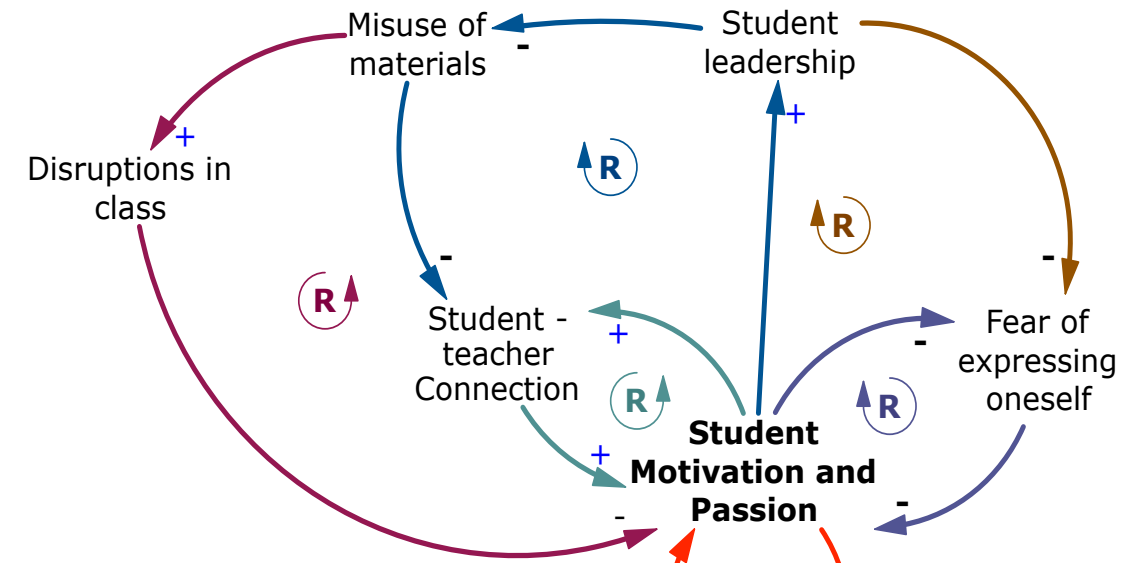 Misuse of
materials
-
Student
leadership
+
+
Disruptions in
class
R
R
-
-
R
Student -
teacher
Connection
+
-
Fear of
expressing
oneself
R
R
Student
Motivation and
Passion
+
-
-